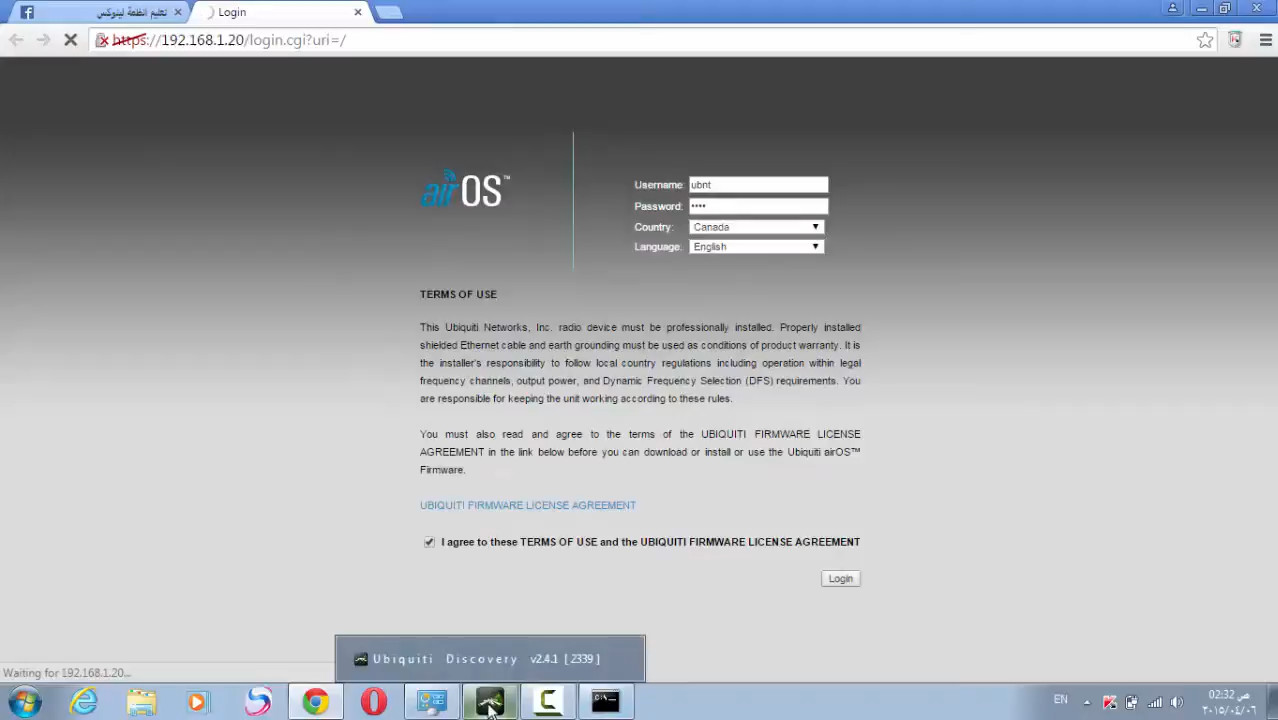 تعليم انظمة لينوكس
Login
https://192.168.1.20/login.cgi?uri=/
airOS™
Username: ubnt
Password: ••••
Country: Canada
Language: English
TERMS OF USE
This Ubiquiti Networks, Inc. radio device must be professionally installed. Properly installed
shielded Ethernet cable and earth grounding must be used as conditions of product warranty. It is
the installer's responsibility to follow local country regulations including operation within legal
frequency channels, output power, and Dynamic Frequency Selection (DFS) requirements. You
are responsible for keeping the unit working according to these rules.
You must also read and agree to the terms of the UBIQUITI FIRMWARE LICENSE
AGREEMENT in the link below before you can download or install or use the Ubiquiti airOS™
Firmware.
UBIQUITI FIRMWARE LICENSE AGREEMENT
I agree to these TERMS OF USE and the UBIQUITI FIRMWARE LICENSE AGREEMENT
Login
Ubiquiti Discovery v2.4.1 [2339]
Waiting for 192.168.1.20...
EN
02:32 ص
٢٠١٥/٠٤/٠٦